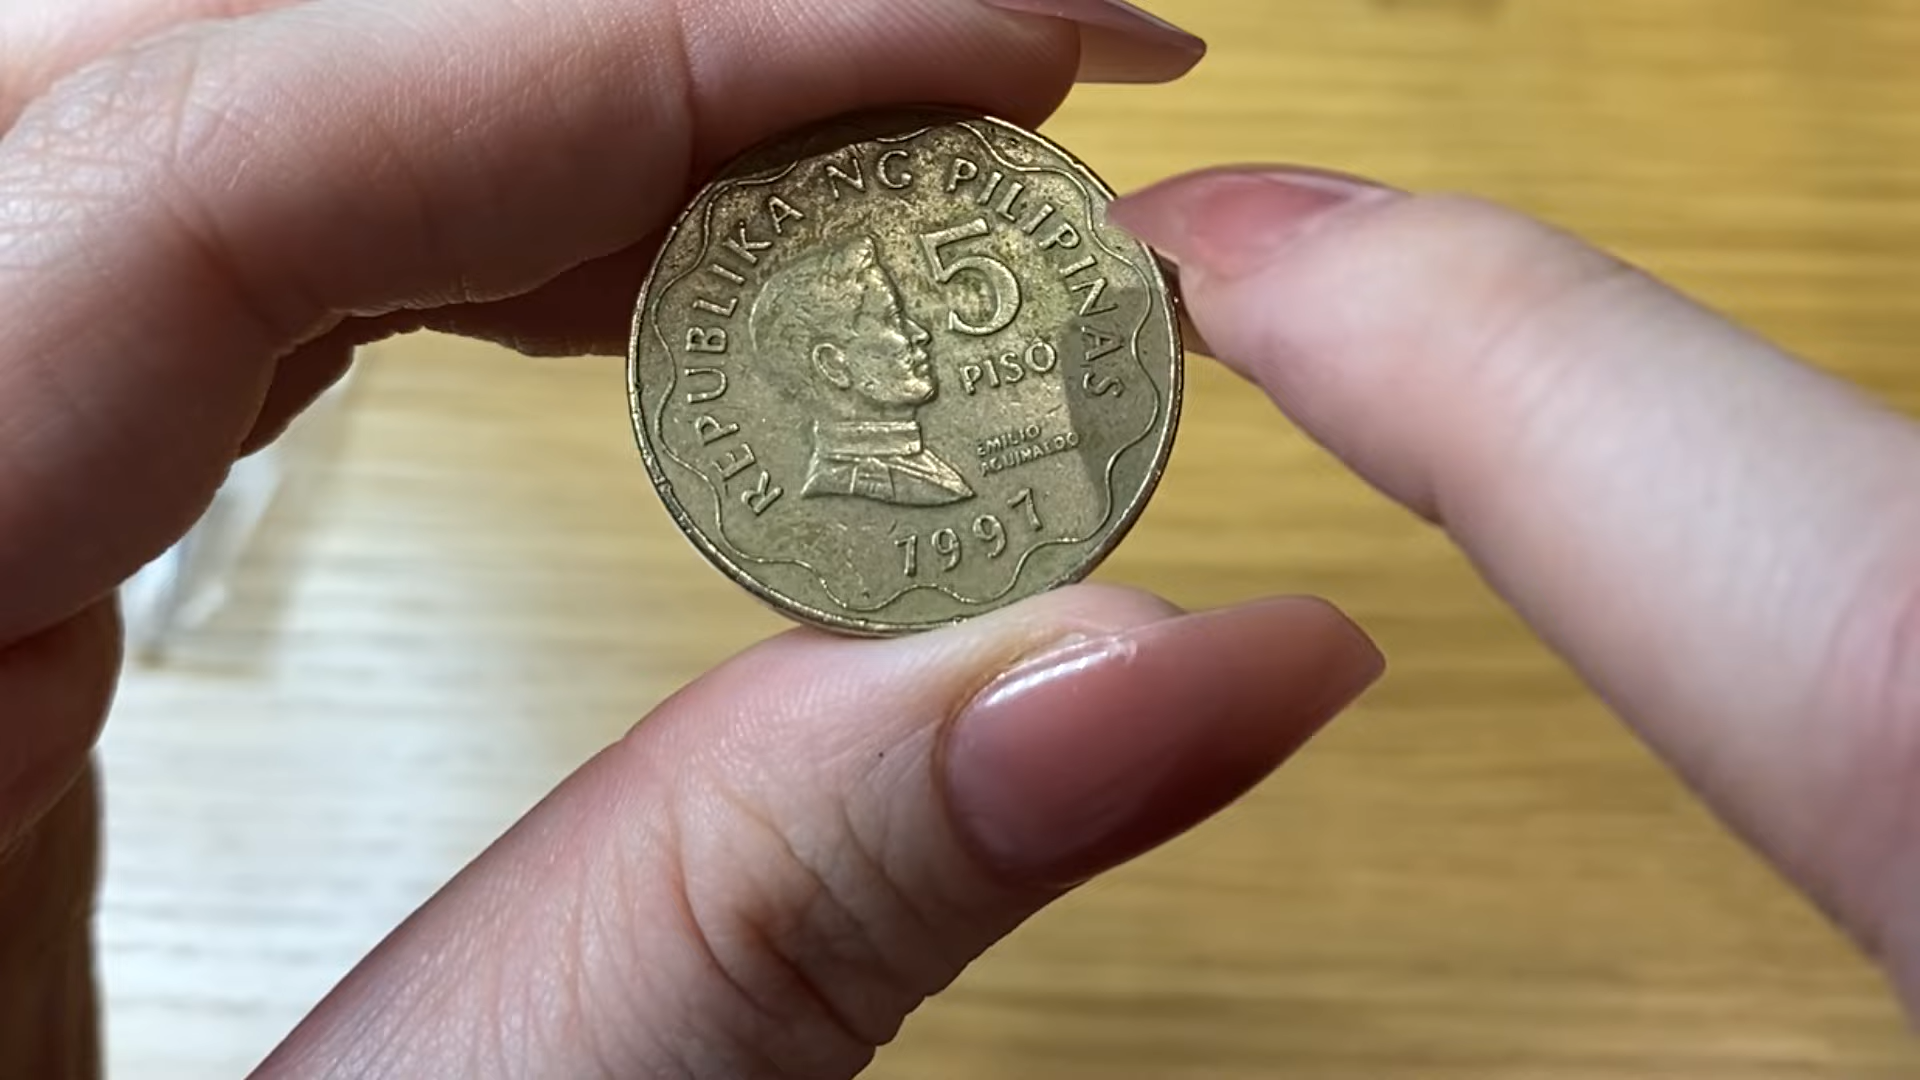 REPUBLIKA NG PILIPINAS
5
PISO
EMILIO
AGUINALDO
1997